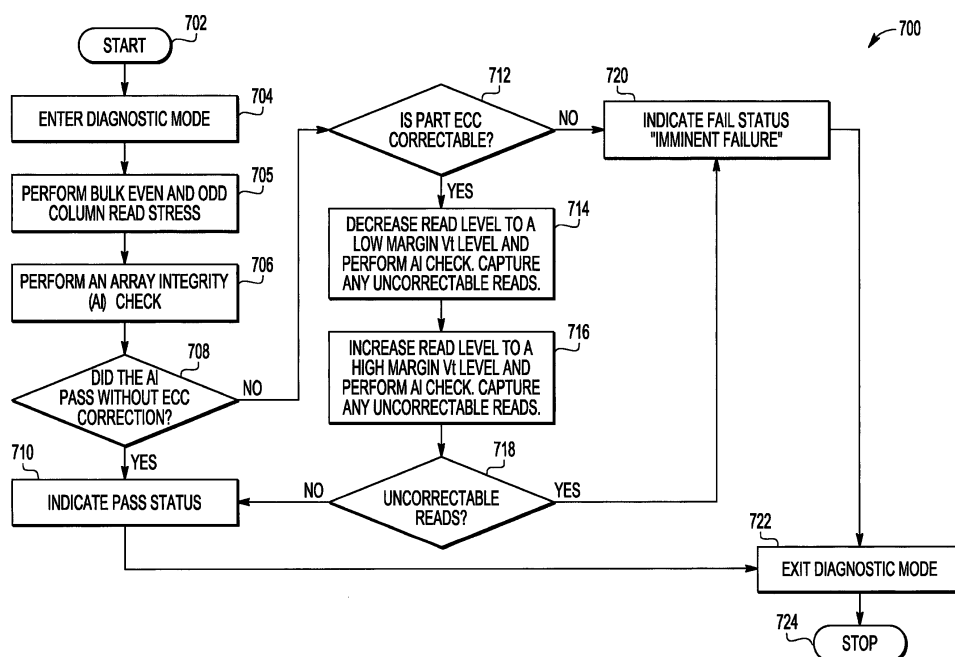 700
702
START
704
ENTER DIAGNOSTIC MODE
705
PERFORM BULK EVEN AND ODD
COLUMN READ STRESS
706
PERFORM AN ARRAY INTEGRITY
(AI) CHECK
708
DID THE AI
PASS WITHOUT ECC
CORRECTION?
NO
YES
710
INDICATE PASS STATUS
712
IS PART ECC
CORRECTABLE?
NO
YES
714
DECREASE READ LEVEL TO A
LOW MARGIN Vt LEVEL AND
PERFORM AI CHECK. CAPTURE
ANY UNCORRECTABLE READS.
716
INCREASE READ LEVEL TO A
HIGH MARGIN Vt LEVEL AND
PERFORM AI CHECK. CAPTURE
ANY UNCORRECTABLE READS.
718
UNCORRECTABLE
READS?
NO
YES
720
INDICATE FAIL STATUS
"IMMINENT FAILURE"
722
EXIT DIAGNOSTIC MODE
724
STOP